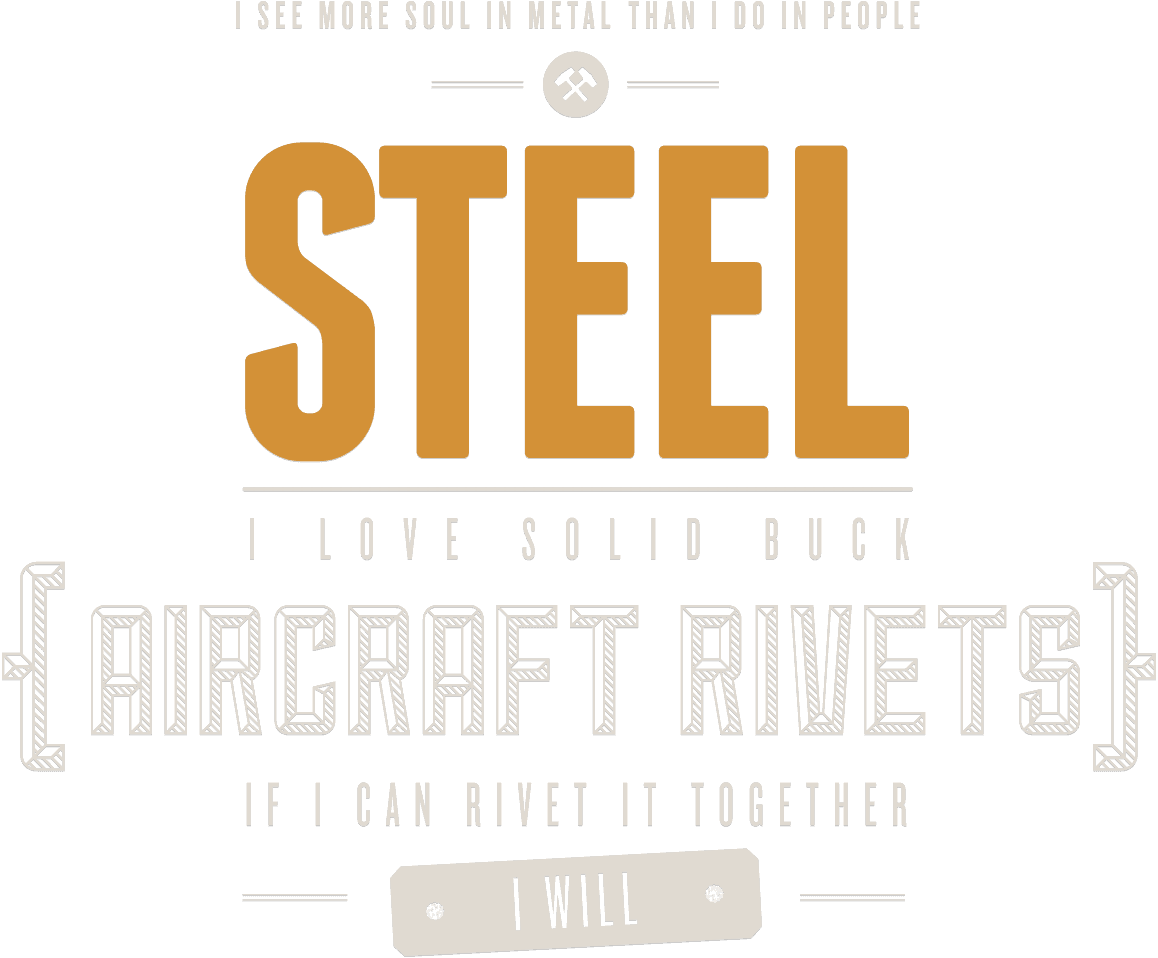 I SEE MORE SOUL IN METAL THAN I DO IN PEOPLE
STEEL
I LOVE SOLID BUCK
AIRCRAFT RIVETS
IF I CAN RIVET IT TOGETHER
I WILL